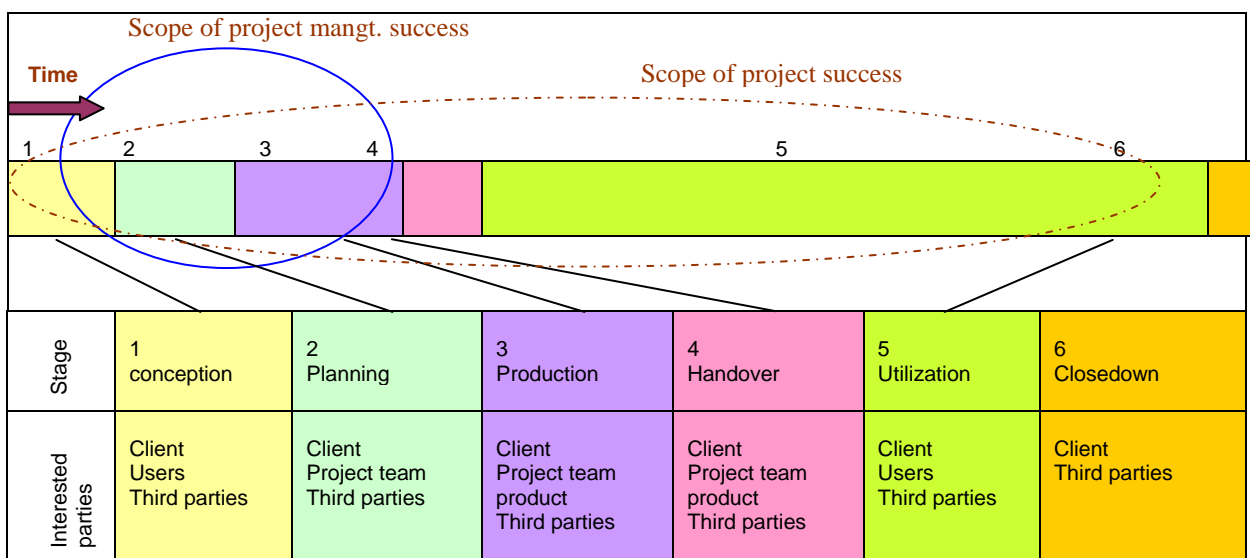 Scope of project mangt. success
Time
Scope of project success
1 2 3 4 5 6
Stage
1
conception
2
Planning
3
Production
4
Handover
5
Utilization
6
Closedown
Interested
parties
Client
Users
Third parties
Client
Project team
Third parties
Client
Project team
product
Third parties
Client
Project team
product
Third parties
Client
Users
Third parties
Client
Third parties